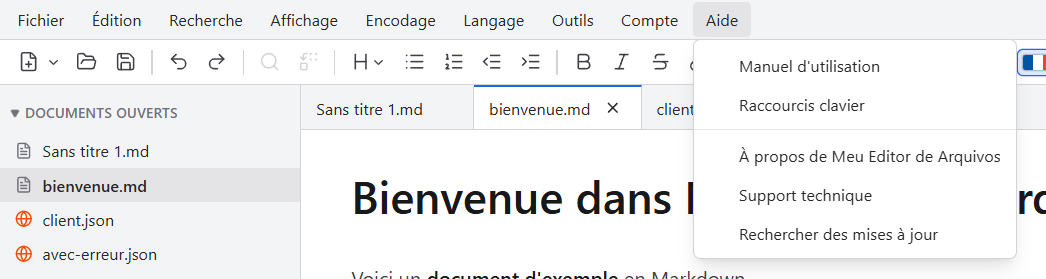 Fichier Édition Recherche Affichage Encodage Langage Outils Compte Aide
H B I S
DOCUMENTS OUVERTS
Sans titre 1.md
bienvenue.md
client.json
avec-erreur.json
Sans titre 1.md bienvenue.md client
Manuel d'utilisation
Raccourcis clavier
À propos de Meu Editor de Arquivos
Support technique
Rechercher des mises à jour
Bienvenue dans
Voici un document d'exemple en Markdown